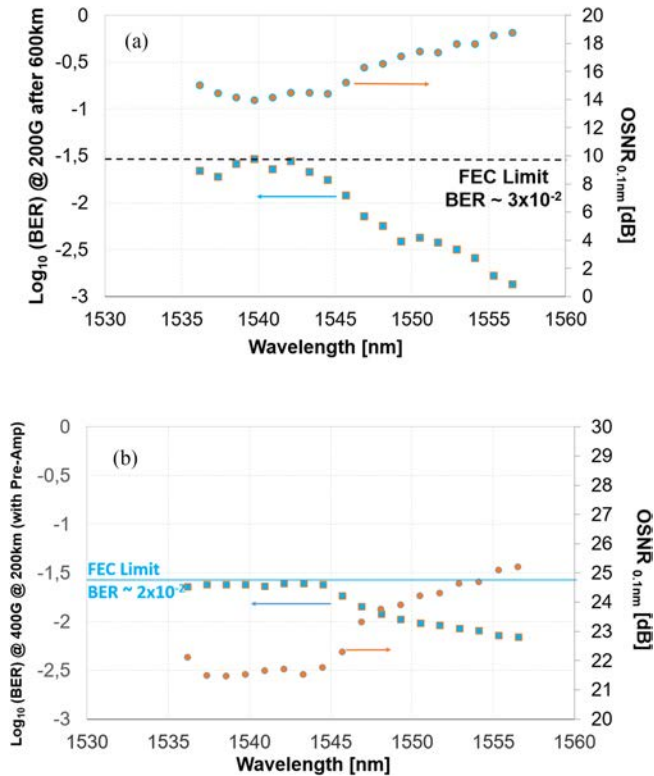 (a)
0
-0,5
-1
-1,5
-2
-2,5
-3
Log₁₀ (BER) @ 200G after 600km
20
18
16
14
12
10
8
6
4
2
0
OSNR 0.1nm [dB]
FEC Limit
BER ~ 3x10⁻²
1530 1535 1540 1545 1550 1555 1560
Wavelength [nm]
(b)
0
-0,5
-1
-1,5
-2
-2,5
-3
Log₁₀ (BER) @ 400G @ 200km (with Pre-Amp)
30
29
28
27
26
25
24
23
22
21
20
OSNR 0.1nm [dB]
FEC Limit
BER ~ 2x10⁻²
1530 1535 1540 1545 1550 1555 1560
Wavelength [nm]